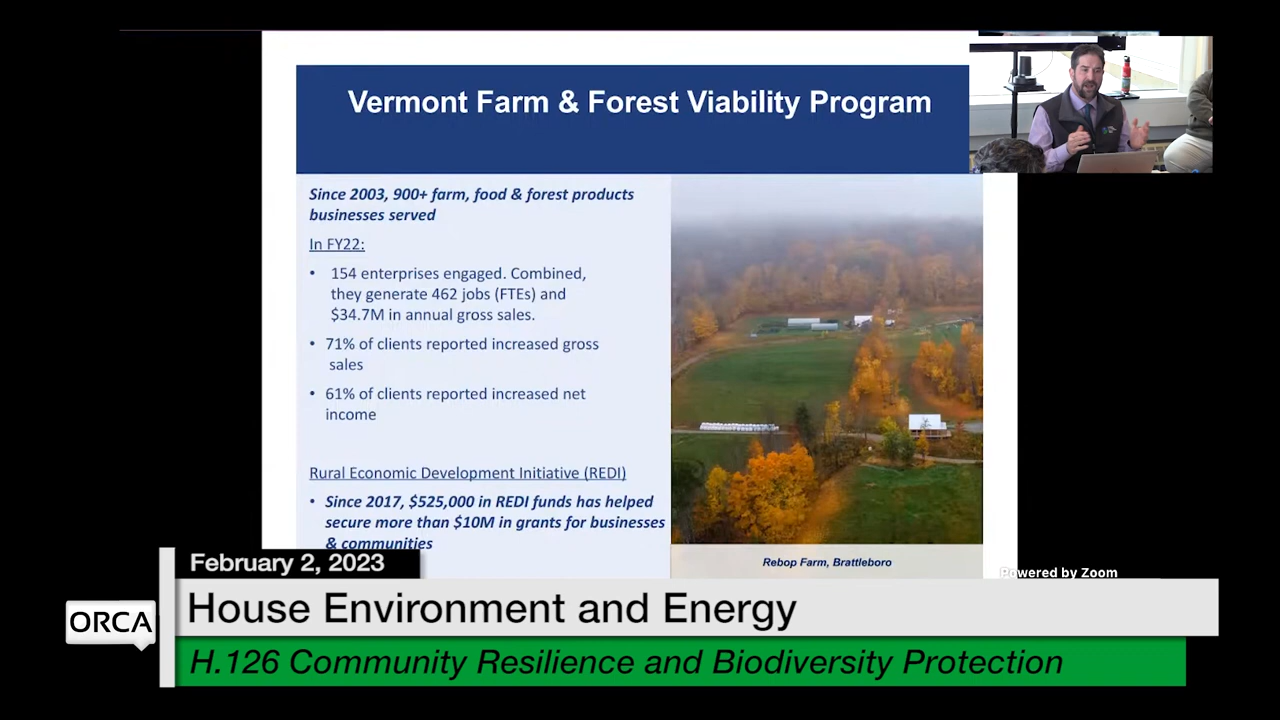 Vermont Farm & Forest Viability Program
Since 2003, 900+ farm, food & forest products
businesses served
In FY22:
• 154 enterprises engaged. Combined,
they generate 462 jobs (FTEs) and
$34.7M in annual gross sales.
• 71% of clients reported increased gross
sales
• 61% of clients reported increased net
income
Rural Economic Development Initiative (REDI)
• Since 2017, $525,000 in REDI funds has helped
secure more than $10M in grants for businesses
& communities
Rebop Farm, Brattleboro
Powered by Zoom
February 2, 2023
House Environment and Energy
ORCA
H.126 Community Resilience and Biodiversity Protection